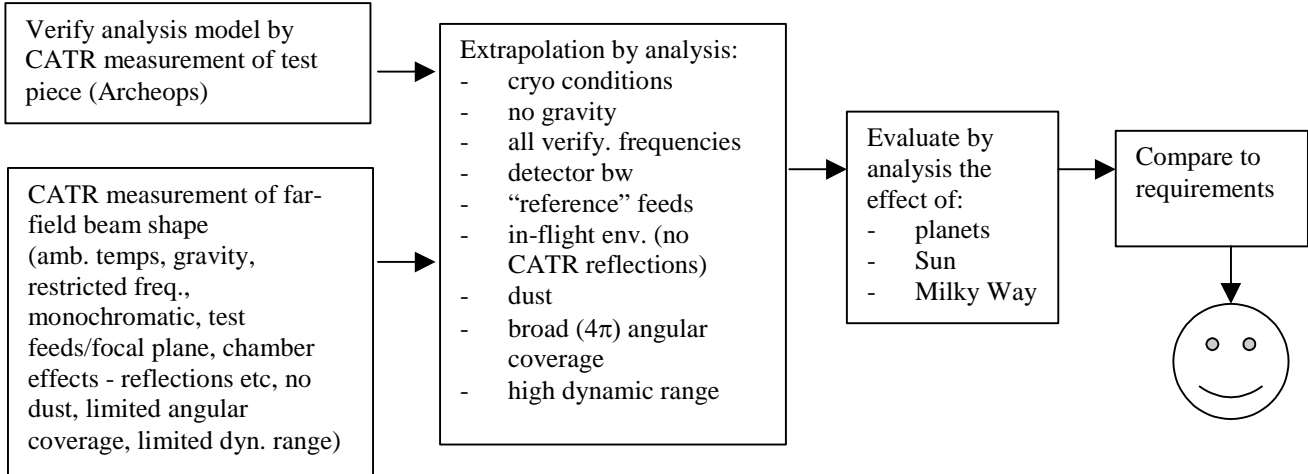 Verify analysis model by
CATR measurement of test
piece (Archeops)
CATR measurement of far-
field beam shape
(amb. temps, gravity,
restricted freq.,
monochromatic, test
feeds/focal plane, chamber
effects - reflections etc, no
dust, limited angular
coverage, limited dyn. range)
Extrapolation by analysis:
- cryo conditions
- no gravity
- all verify. frequencies
- detector bw
- “reference” feeds
- in-flight env. (no
CATR reflections)
- dust
- broad (4π) angular
coverage
- high dynamic range
Evaluate by
analysis the
effect of:
- planets
- Sun
- Milky Way
Compare to
requirements